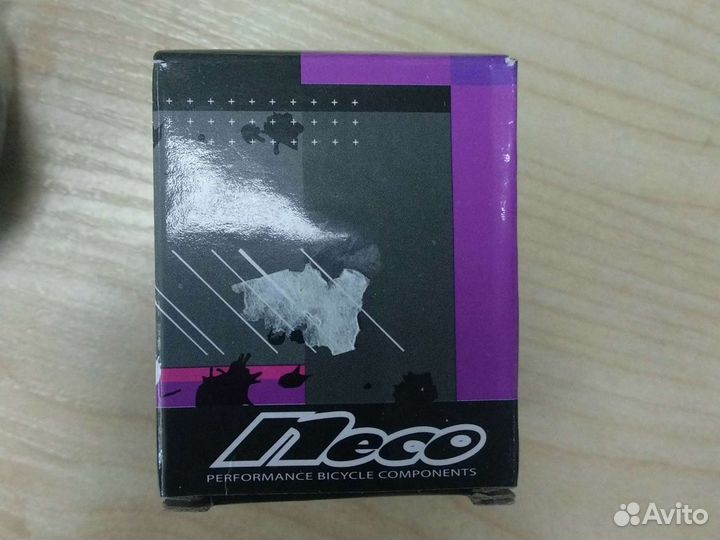 neco
PERFORMANCE BICYCLE COMPONENTS
Avito